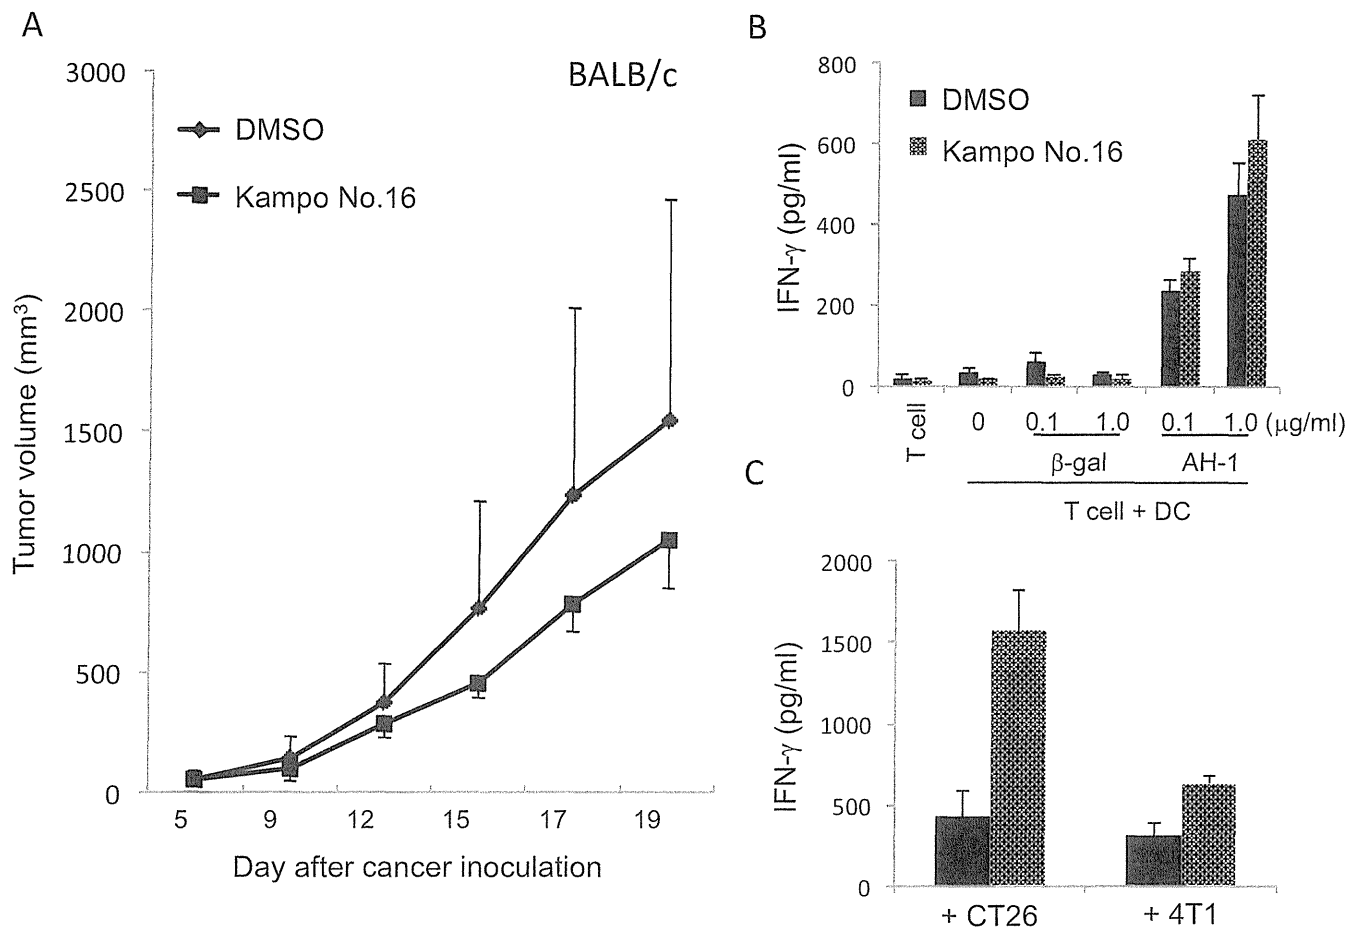 A
BALB/c
3000
2500
2000
1500
1000
500
0
Tumor volume (mm³)
DMSO
Kampo No.16
5 9 12 15 17 19
Day after cancer inoculation
B
800
600
400
200
0
IFN-γ (pg/ml)
DMSO
Kampo No.16
T cell 0 0.1 1.0 0.1 1.0 (μg/ml)
β-gal AH-1
T cell + DC
C
2000
1500
1000
500
0
IFN-γ (pg/ml)
+ CT26 + 4T1